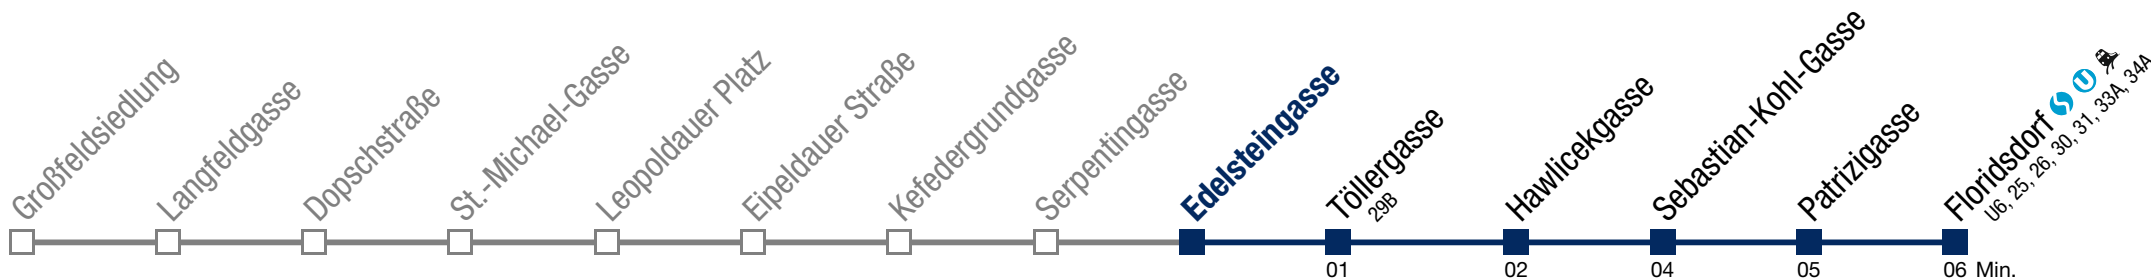 Großfeldsiedlung
Langfeldgasse
Dopschstraße
St.-Michael-Gasse
Leopoldauer Platz
Eipeldauer Straße
Kefedergrundgasse
Serpentingasse
Edelsteingasse
Töllergasse
29B
Hawlicekgasse
Sebastian-Kohl-Gasse
Patrizigasse
Floridsdorf S U
U6, 25, 26, 30, 31, 33A, 34A
01 02 04 05 06 Min.